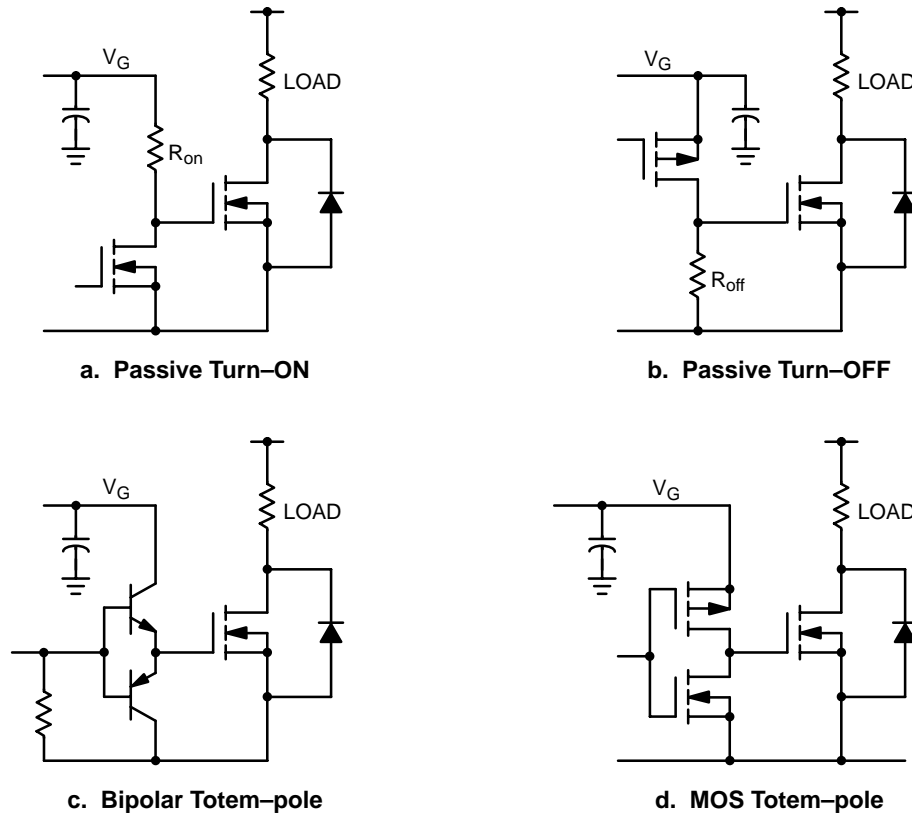 V_G
LOAD
R_on
a. Passive Turn–ON
V_G
LOAD
R_off
b. Passive Turn–OFF
V_G
LOAD
c. Bipolar Totem–pole
V_G
LOAD
d. MOS Totem–pole